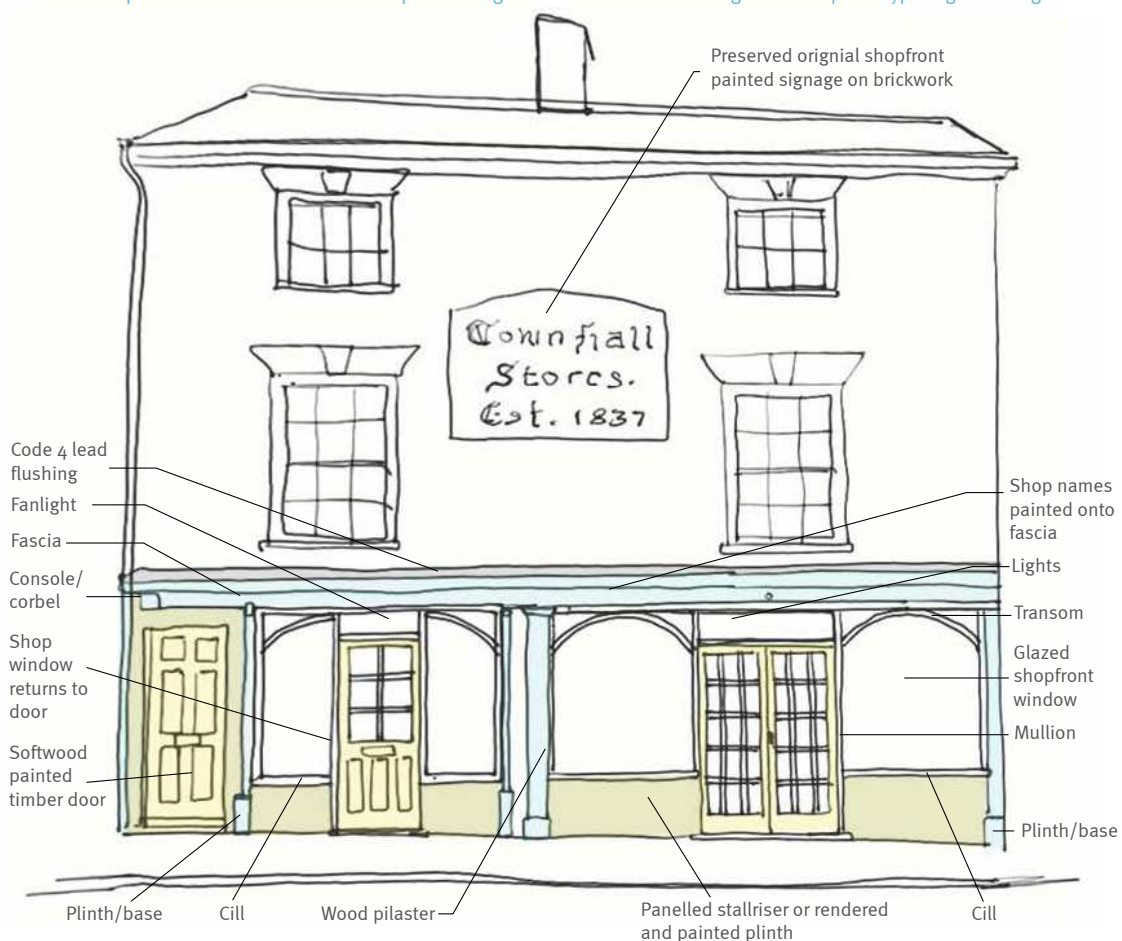 Preserved orignial shopfront
painted signage on brickwork
Town hall
Stores.
Est. 1837
Code 4 lead
flushing
Fanlight
Fascia
Console/
corbel
Shop
window
returns to
door
Softwood
painted
timber door
Shop names
painted onto
fascia
Lights
Transom
Glazed
shopfront
window
Mullion
Plinth/base
Plinth/base
Cill
Wood pilaster
Panelled stallriser or rendered
and painted plinth
Cill